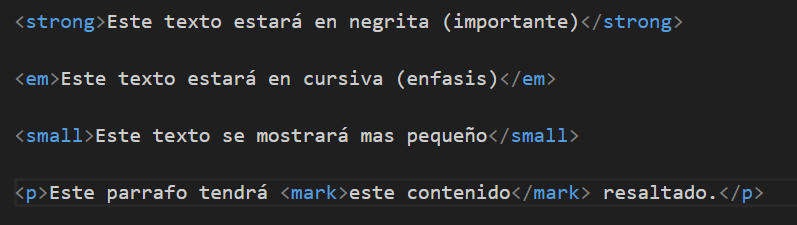 <strong>Este texto estará en negrita (importante)</strong>
<em>Este texto estará en cursiva (enfasis)</em>
<small>Este texto se mostrará mas pequeño</small>
<p>Este parrafo tendrá <mark>este contenido</mark> resaltado.</p>